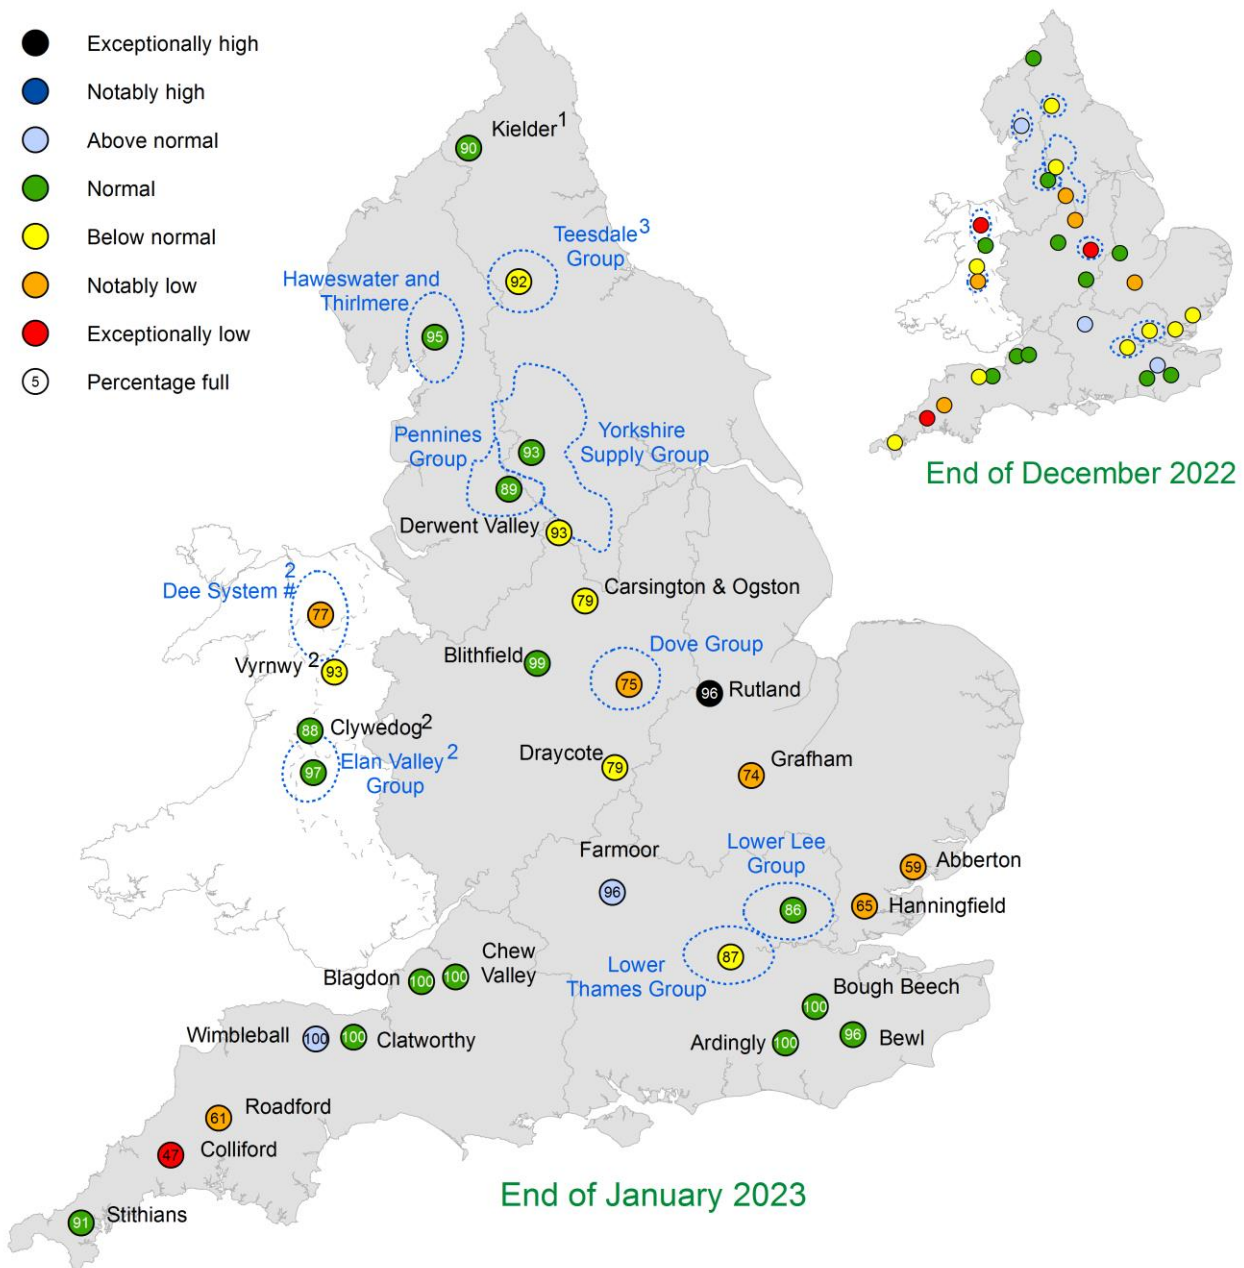 Exceptionally high
Notably high
Above normal
Normal
Below normal
Notably low
Exceptionally low
5 Percentage full
Kielder1
90
Teesdale3
Group
92
Haweswater and
Thirlmere
95
Pennines
Group
Yorkshire
Supply Group
93
89
Derwent Valley
93
End of December 2022
2
Dee System #
77
Carsington & Ogston
79
Vyrnwy 2
93
Blithfield
99
Dove Group
75
96
Rutland
88
Clywedog2
Elan Valley2
Group
97
Draycote
79
Grafham
74
Farmoor
96
Lower Lee
Group
86
59
Abberton
65
Hanningfield
87
Lower
Thames Group
Blagdon
100
100
Chew
Valley
Bough Beech
100
Wimbleball
100
100
Clatworthy
Ardingly
100
96
Bewl
61
Roadford
47
Colliford
91
Stithians
End of January 2023